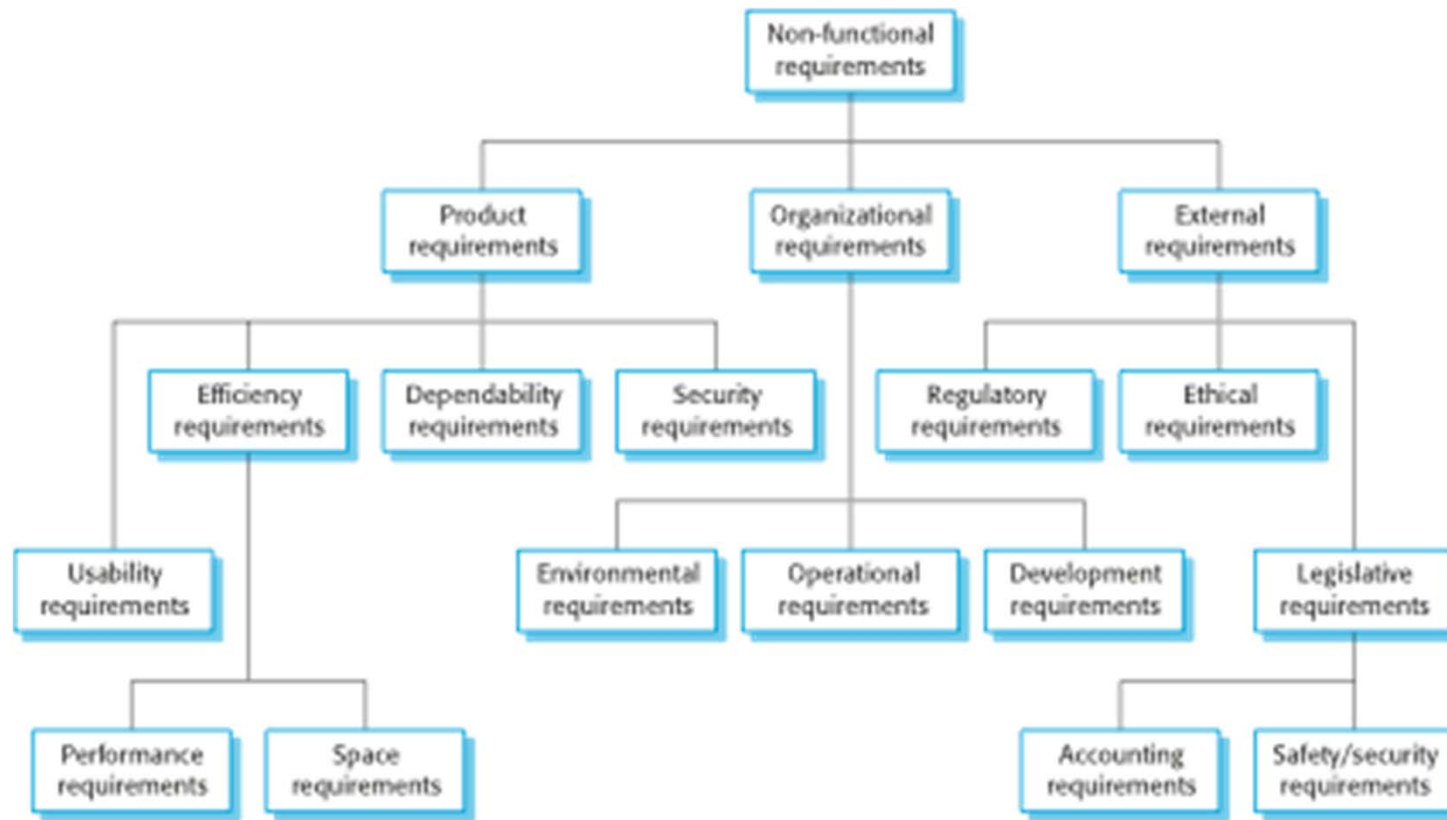 Non-functional
requirements
Product
requirements
Organizational
requirements
External
requirements
Efficiency
requirements
Dependability
requirements
Security
requirements
Regulatory
requirements
Ethical
requirements
Usability
requirements
Environmental
requirements
Operational
requirements
Development
requirements
Legislative
requirements
Performance
requirements
Space
requirements
Accounting
requirements
Safety/security
requirements